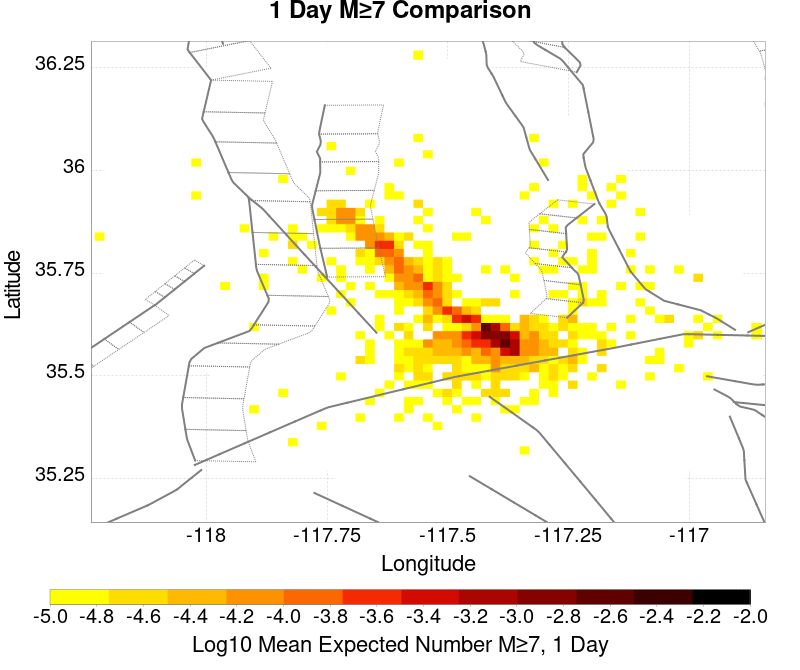 1 Day M≥7 Comparison
36.25
36
35.75
35.5
35.25
Latitude
-118 -117.75 -117.5 -117.25 -117
Longitude
-5.0 -4.8 -4.6 -4.4 -4.2 -4.0 -3.8 -3.6 -3.4 -3.2 -3.0 -2.8 -2.6 -2.4 -2.2 -2.0
Log10 Mean Expected Number M≥7, 1 Day